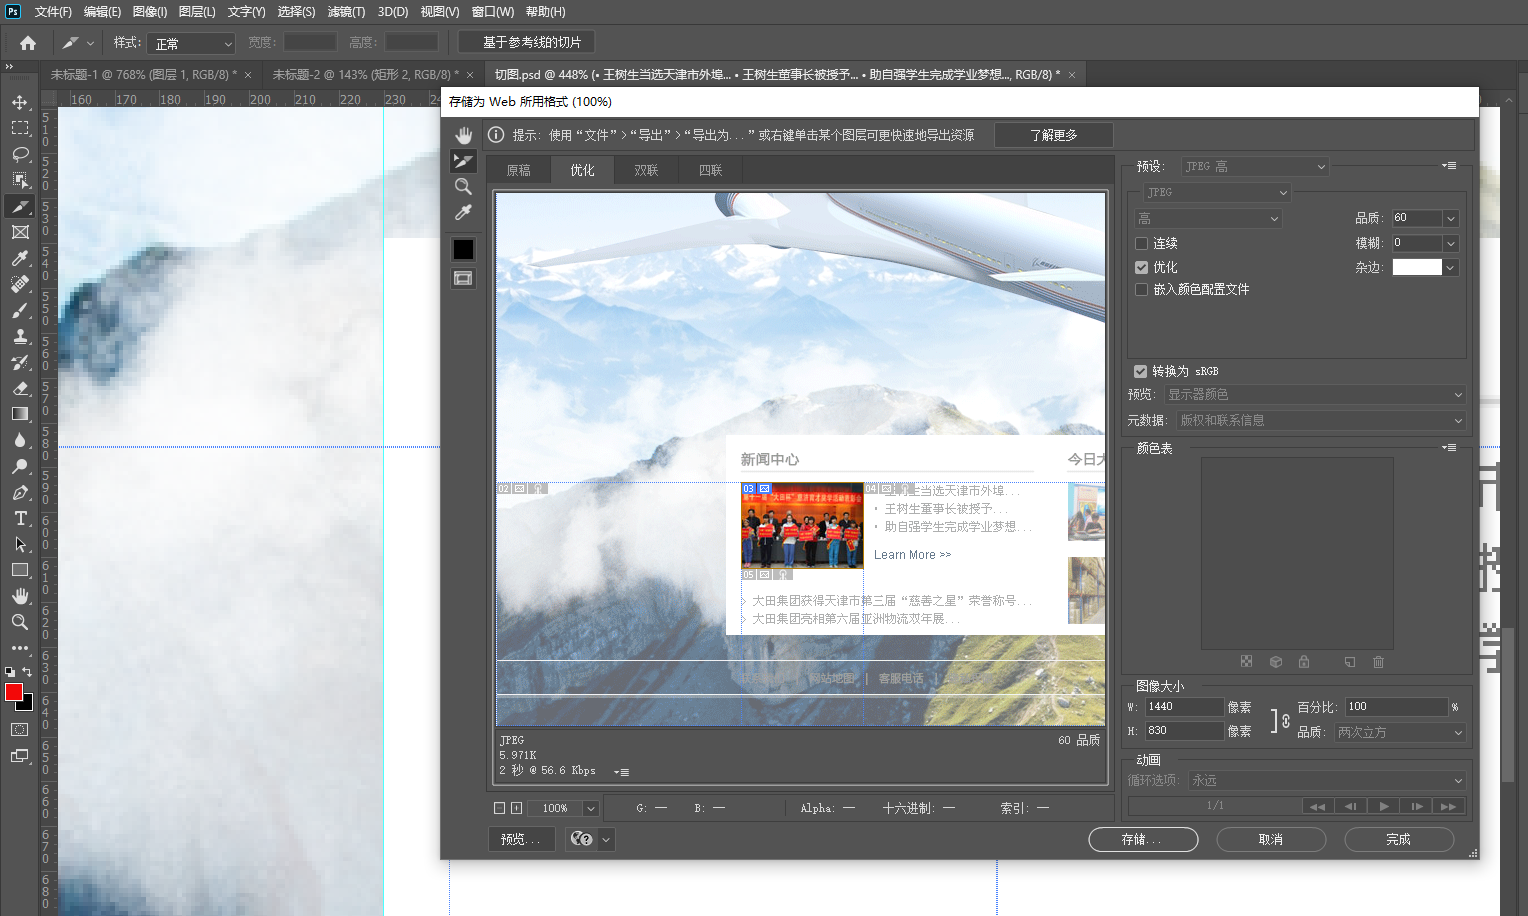 Ps 文件(F) 编辑(E) 图像(I) 图层(L) 文字(Y) 选择(S) 滤镜(T) 3D(D) 视图(V) 窗口(W) 帮助(H)
样式: 正常 宽度: 高度: 基于参考线的切片
未标题-1 @ 768% (图层 1, RGB/8) * ×
未标题-2 @ 143% (矩形 2, RGB/8) * ×
切图.psd @ 448% (• 王树生当选天津市外埠... • 王树生董事长被授予... • 助自强学生完成学业梦想..., RGB/8) * ×
160 170 180 190 200 210 220 230
510
520
530
540
550
560
570
580
590
600
610
620
630
640
650
660
670
680
存储为 Web 所用格式 (100%)
提示: 使用“文件”>“导出”>“导出为...”或右键单击某个图层可更快速地导出资源
了解更多
原稿 优化 双联 四联
新闻中心
02
03
04
王树生当选天津市外埠...
• 王树生董事长被授予...
• 助自强学生完成学业梦想...
Learn More >>
05
> 大田集团获得天津市第三届“慈善之星”荣誉称号...
> 大田集团亮相第六届亚洲物流双年展...
网站地图 | 客服电话 |
JPEG
5.971K
2 秒 @ 56.6 Kbps
60 品质
100% G: — B: — Alpha: — 十六进制: — 索引: —
预览...
存储... 取消 完成
预设: JPEG 高
JPEG
高 品质: 60
连续 模糊: 0
优化 杂边:
嵌入颜色配置文件
转换为 sRGB
预览: 显示器颜色
元数据: 版权和联系信息
颜色表
图像大小
W: 1440 像素 百分比: 100 %
H: 830 像素 品质: 两次立方
动画
循环选项: 永远
1/1